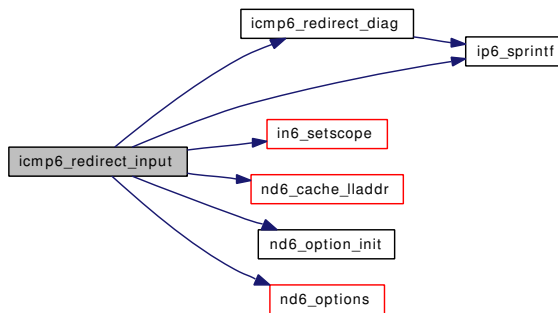 icmp6_redirect_diag
ip6_sprintf
in6_setscope
icmp6_redirect_input
nd6_cache_lladdr
nd6_option_init
nd6_options